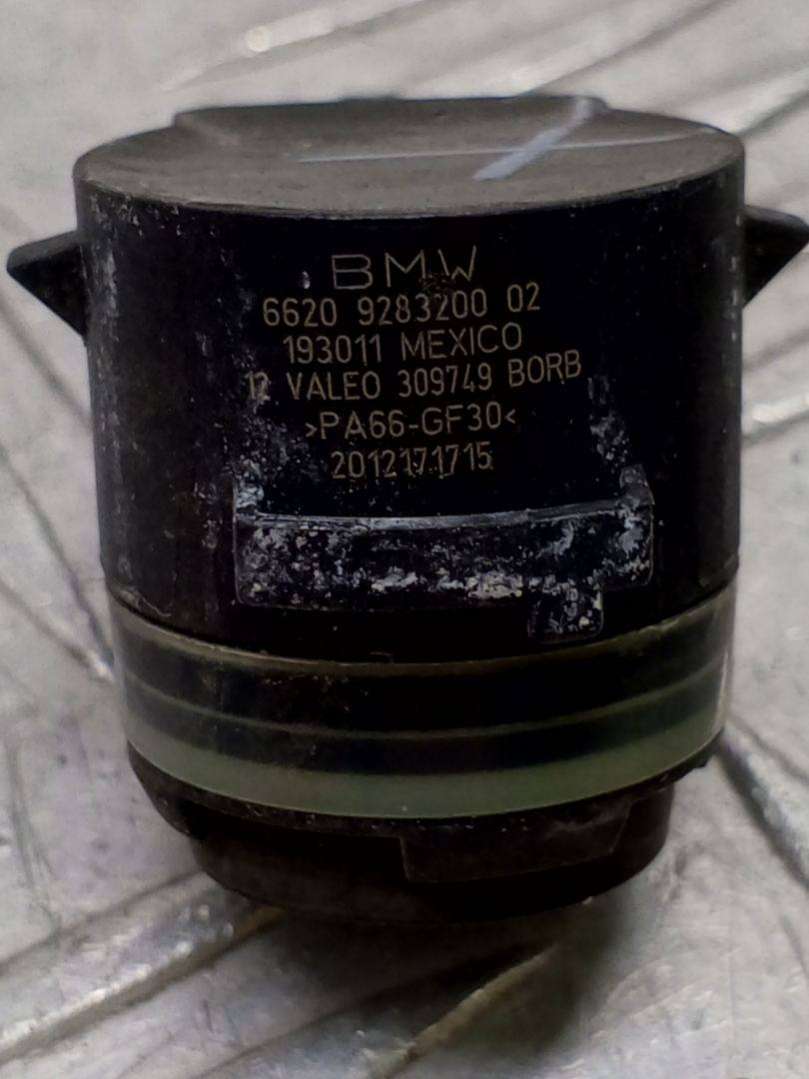 BMW
6620 9283200 02
193011 MEXICO
12 VALEO 309749 BORB
>PA66-GF30<
2012171715